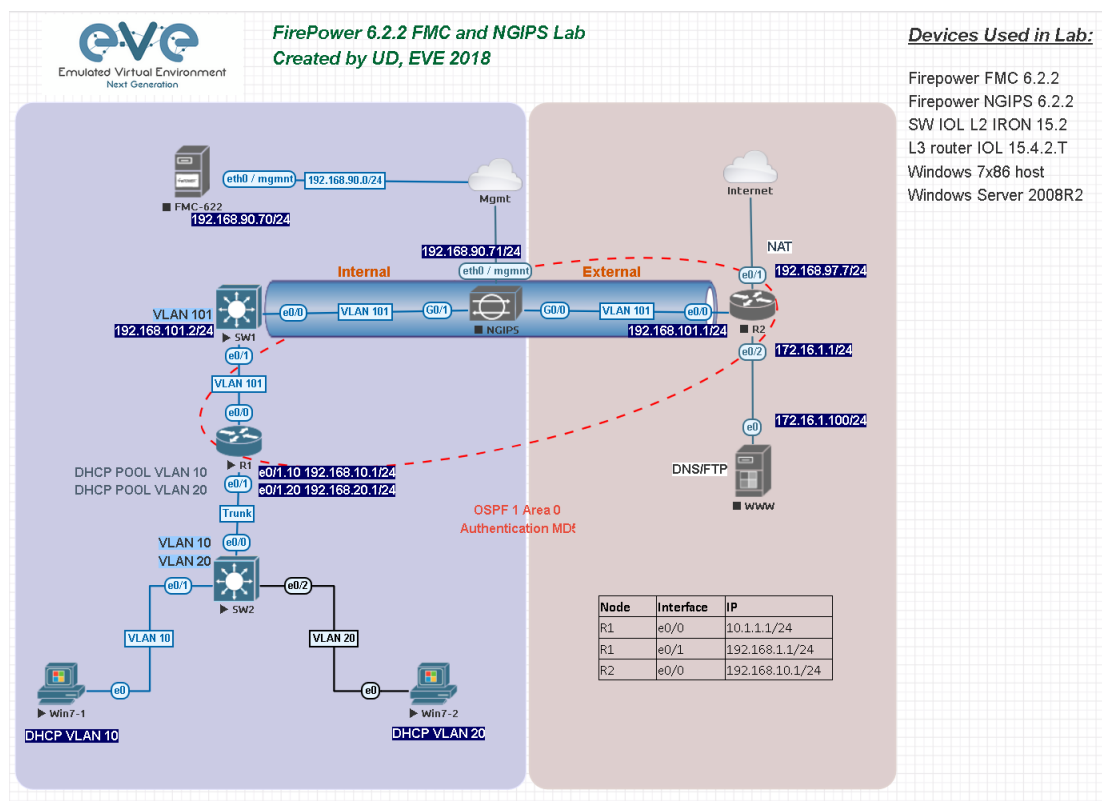 eve
Emulated Virtual Environment
Next Generation
FirePower 6.2.2 FMC and NGIPS Lab
Created by UD, EVE 2018
Devices Used in Lab:
Firepower FMC 6.2.2
Firepower NGIPS 6.2.2
SW IOL L2 IRON 15.2
L3 router IOL 15.4.2.T
Windows 7x86 host
Windows Server 2008R2
eth0 / mgmnt
192.168.90.0/24
Mgmt
FMC-622
192.168.90.70/24
Internet
192.168.90.71/24
NAT
Internal
eth0 / mgmnt
External
e0/1
192.168.97.7/24
VLAN 101
192.168.101.2/24
SW1
e0/0
VLAN 101
G0/1
NGIPS
G0/0
VLAN 101
e0/0
192.168.101.1/24
R2
e0/1
e0/2
172.16.1.1/24
VLAN 101
e0/0
172.16.1.100/24
e0
R1
DHCP POOL VLAN 10
DHCP POOL VLAN 20
e0/1.10 192.168.10.1/24
e0/1.20 192.168.20.1/24
e0/1
DNS/FTP
WWW
Trunk
OSPF 1 Area 0
Authentication MD5
VLAN 10
VLAN 20
e0/0
e0/1
e0/2
SW2
VLAN 10
VLAN 20
Node Interface IP
R1 e0/0 10.1.1.1/24
R1 e0/1 192.168.1.1/24
R2 e0/0 192.168.10.1/24
e0
e0
Win7-1
Win7-2
DHCP VLAN 10
DHCP VLAN 20